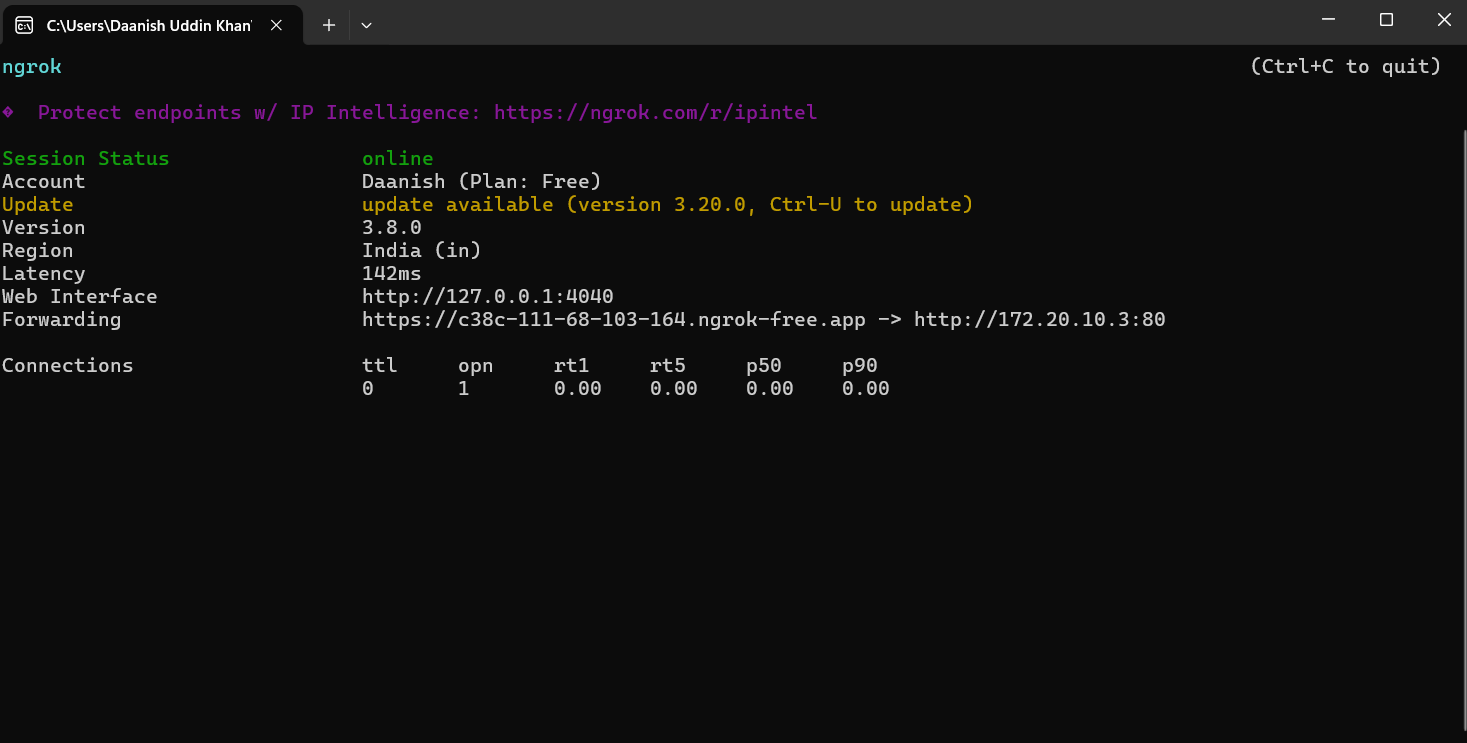 C:\Users\Daanish Uddin Khan'
ngrok (Ctrl+C to quit)
� Protect endpoints w/ IP Intelligence: https://ngrok.com/r/ipintel
Session Status online
Account Daanish (Plan: Free)
Update update available (version 3.20.0, Ctrl-U to update)
Version 3.8.0
Region India (in)
Latency 142ms
Web Interface http://127.0.0.1:4040
Forwarding https://c38c-111-68-103-164.ngrok-free.app -> http://172.20.10.3:80
Connections ttl opn rt1 rt5 p50 p90
0 1 0.00 0.00 0.00 0.00